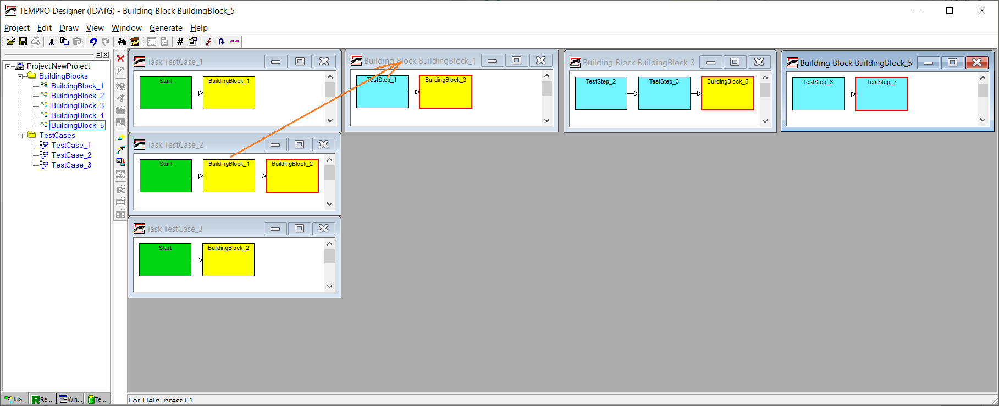 TEMPPO Designer (IDATG) - Building Block BuildingBlock_5
Project Edit Draw View Window Generate Help
Project NewProject
BuildingBlocks
BuildingBlock_1
BuildingBlock_2
BuildingBlock_3
BuildingBlock_4
BuildingBlock_5
TestCases
TestCase_1
TestCase_2
TestCase_3
Tas...
R Re...
Win...
Te...
R
Task TestCase_1
Start
BuildingBlock_1
Building Block BuildingBlock_1
TestStep_1
BuildingBlock_3
Building Block BuildingBlock_3
TestStep_2
TestStep_3
BuildingBlock_5
Building Block BuildingBlock_5
TestStep_6
TestStep_7
Task TestCase_2
Start
BuildingBlock_1
BuildingBlock_2
Task TestCase_3
Start
BuildingBlock_2
For Help, press F1